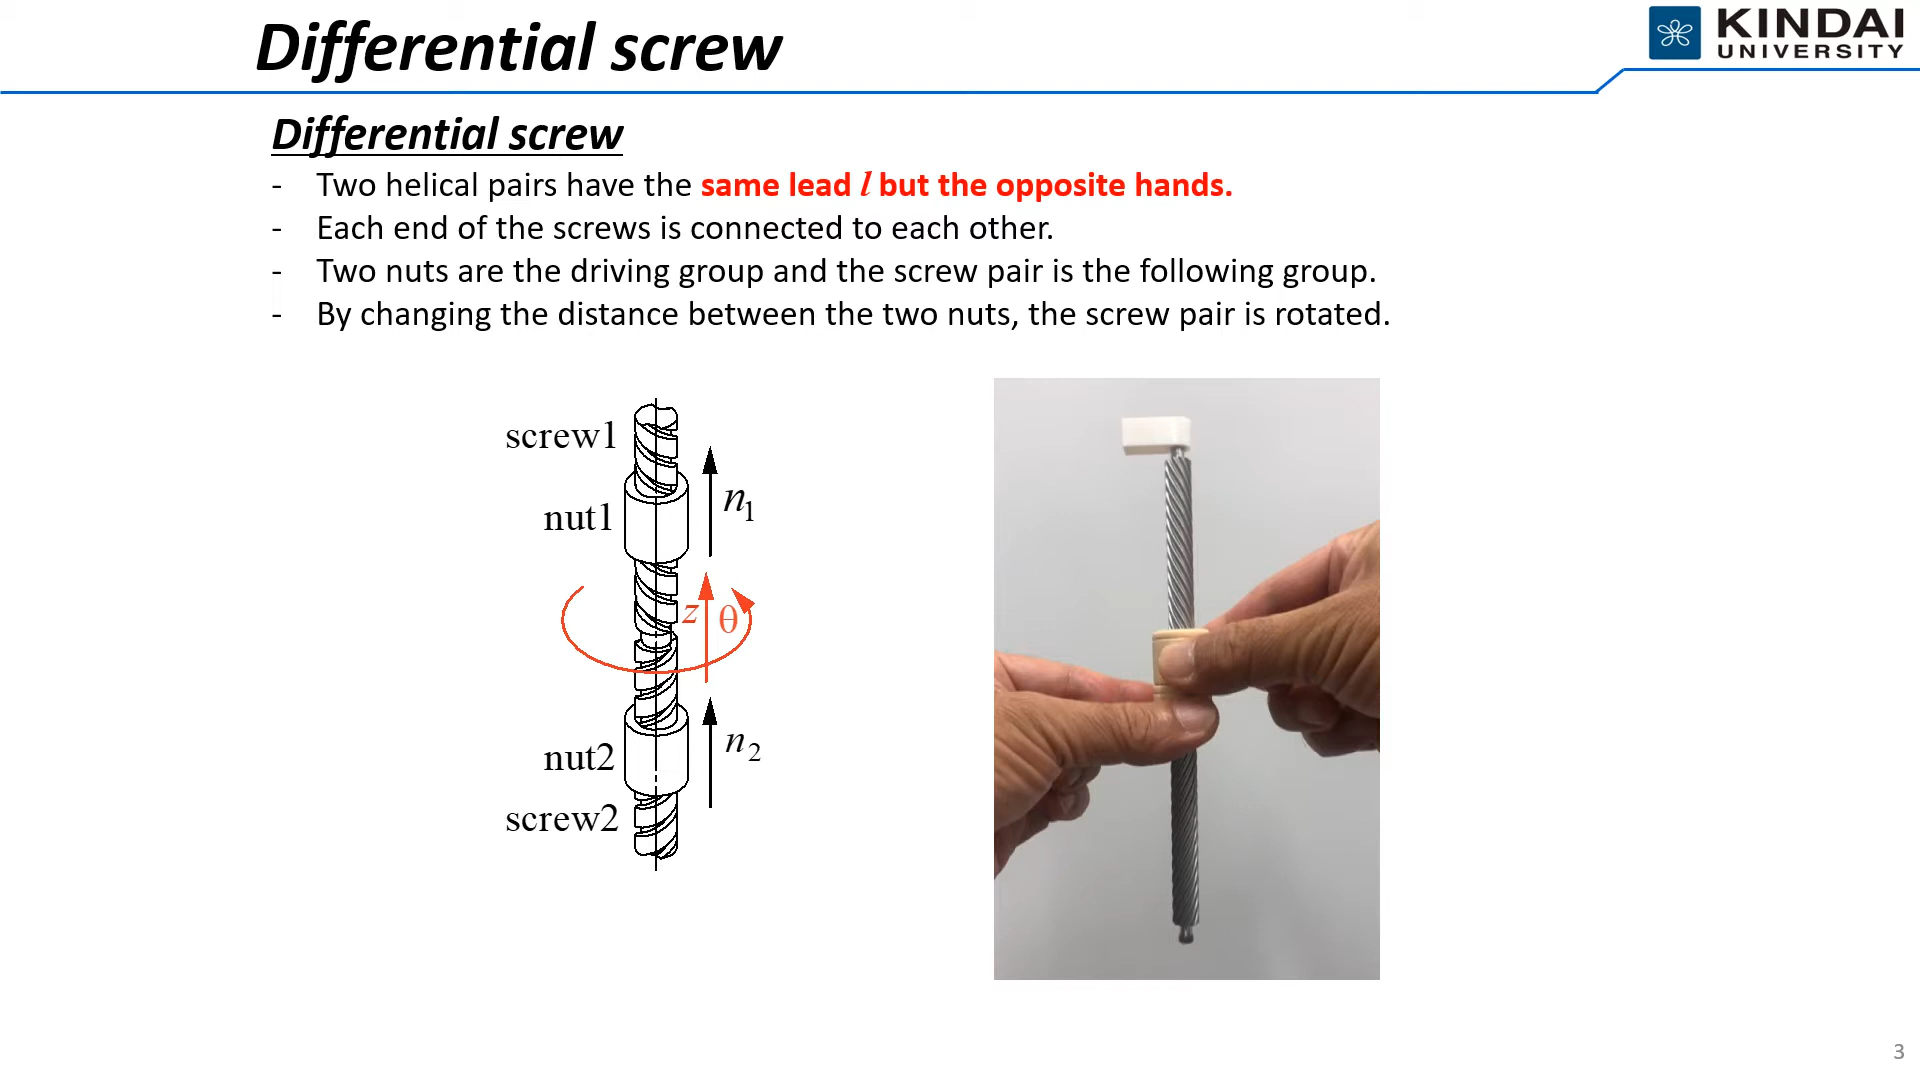 Differential screw
KINDAI
UNIVERSITY
Differential screw
- Two helical pairs have the same lead l but the opposite hands.
- Each end of the screws is connected to each other.
- Two nuts are the driving group and the screw pair is the following group.
- By changing the distance between the two nuts, the screw pair is rotated.
screw1
n1
nut1
z θ
n2
nut2
screw2
3